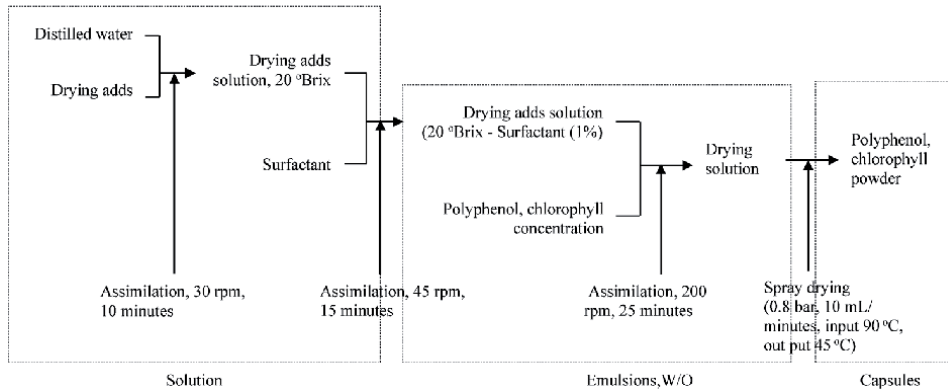 Distilled water
Drying adds
Drying adds
solution, 20 °Brix
Surfactant
Drying adds solution
(20 °Brix - Surfactant (1%)
Polyphenol, chlorophyll
concentration
Drying
solution
Polyphenol,
chlorophyll
powder
Assimilation, 30 rpm,
10 minutes
Assimilation, 45 rpm,
15 minutes
Assimilation, 200
rpm, 25 minutes
Spray drying
(0.8 bar, 10 mL/
minutes, input 90 °C,
out put 45 °C)
Solution
Emulsions,W/O
Capsules